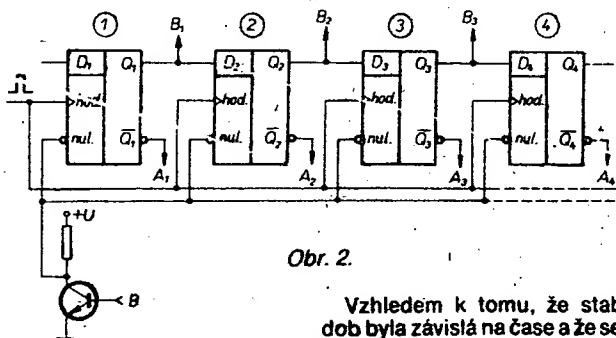 B₁ B₂ B₃
1 2 3 4
D₁ Q₁ D₂ Q₂ D₃ Q₃ D₄ Q₄
hod. hod. hod. hod.
nul. Q̅₁ nul. Q̅₂ nul. Q̅₃ nul. Q̅₄
A₁ A₂ A₃ A₄
+U
B
Obr. 2.
Vzhledem k tomu, že stab
dob byla závislá na čase a že se